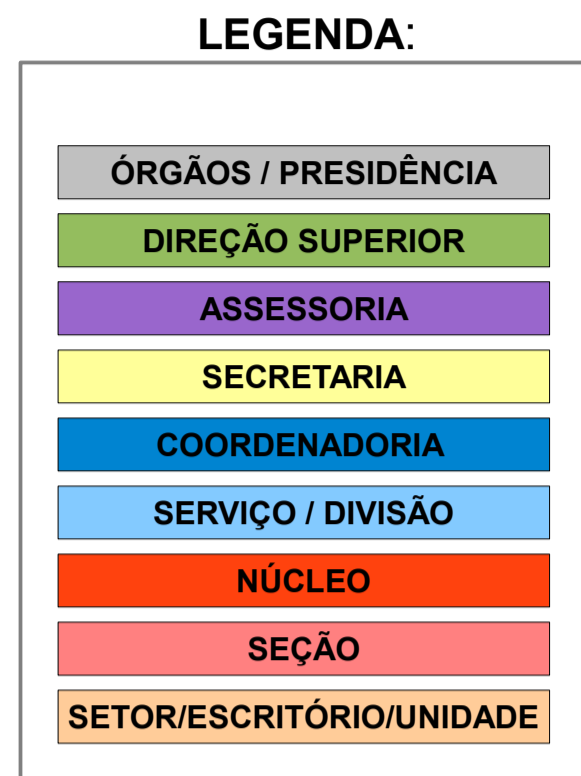 LEGENDA:
ÓRGÃOS / PRESIDÊNCIA
DIREÇÃO SUPERIOR
ASSESSORIA
SECRETARIA
COORDENADORIA
SERVIÇO / DIVISÃO
NÚCLEO
SEÇÃO
SETOR/ESCRITÓRIO/UNIDADE